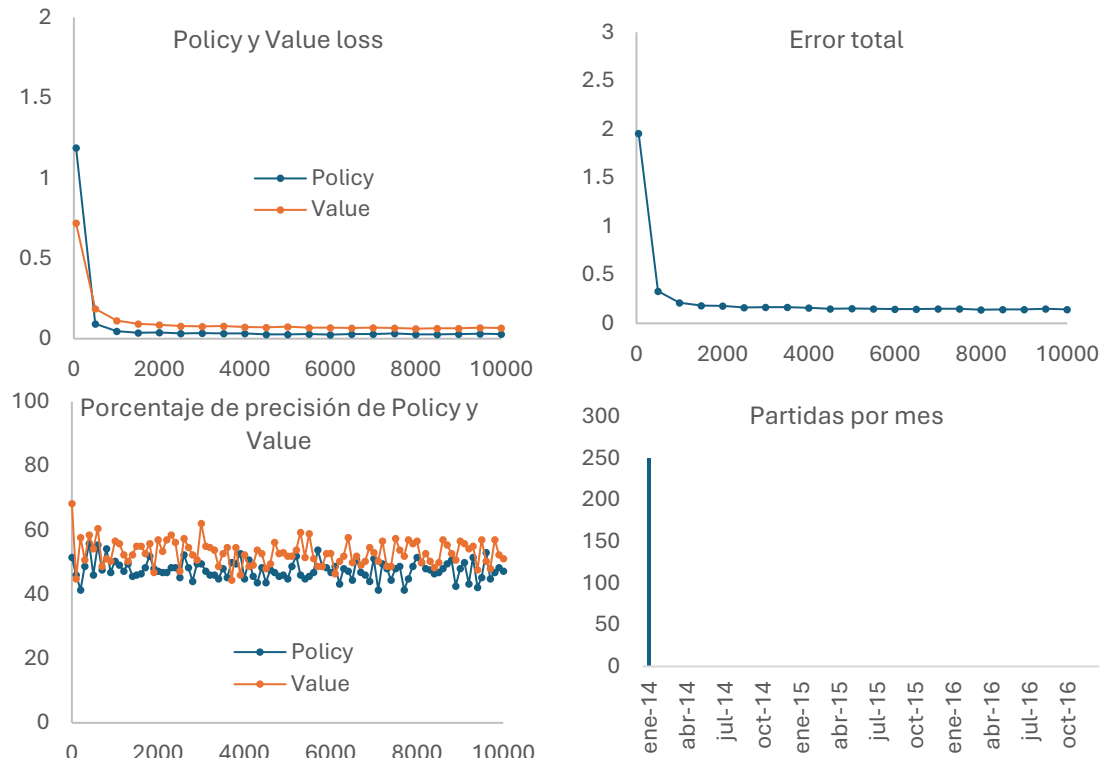 Policy y Value loss
2
1.5
1
0.5
0
Policy
Value
0 2000 4000 6000 8000 10000
Error total
3
2.5
2
1.5
1
0.5
0
0 2000 4000 6000 8000 10000
Porcentaje de precisión de Policy y
Value
100
80
60
40
20
0
Policy
Value
0 2000 4000 6000 8000 10000
Partidas por mes
300
250
200
150
100
50
0
ene-14
abr-14
jul-14
oct-14
ene-15
abr-15
jul-15
oct-15
ene-16
abr-16
jul-16
oct-16